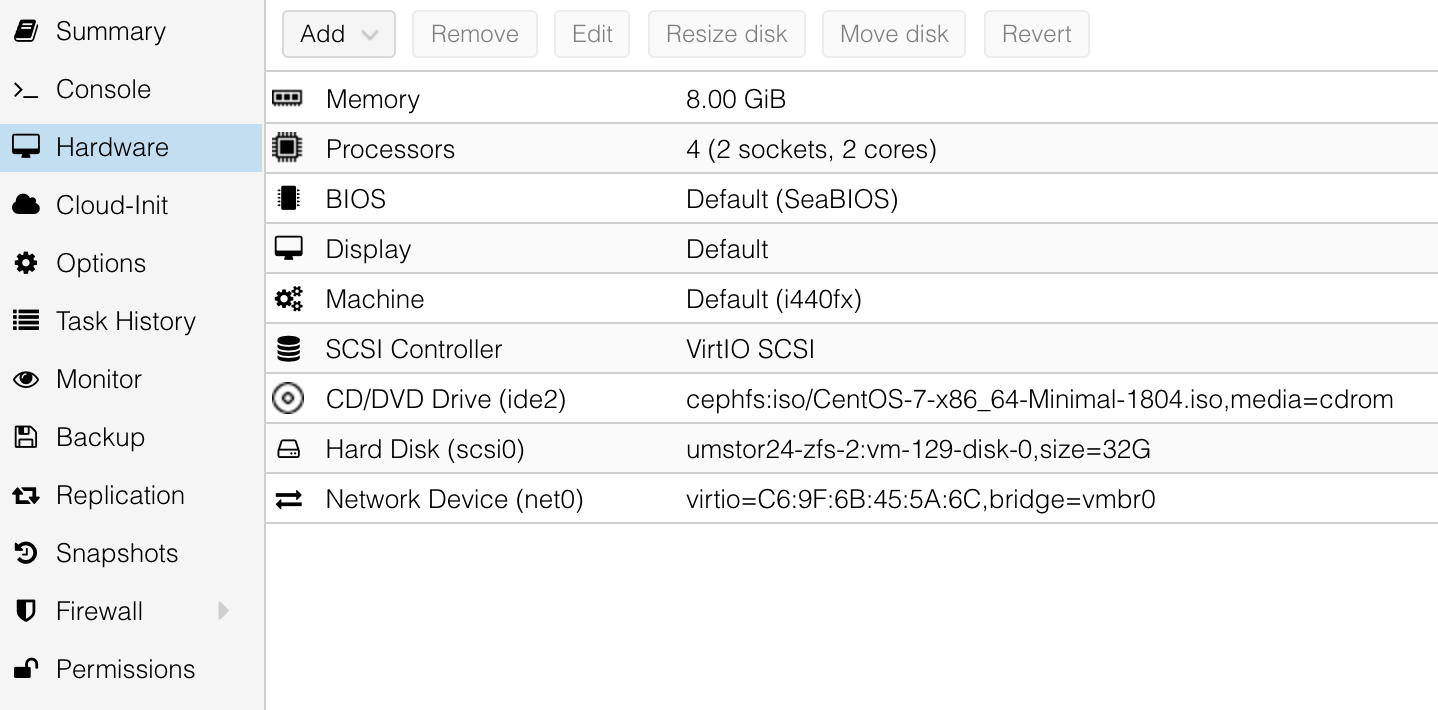 Summary
Console
Hardware
Cloud-Init
Options
Task History
Monitor
Backup
Replication
Snapshots
Firewall
Permissions
Add Remove Edit Resize disk Move disk Revert
Memory 8.00 GiB
Processors 4 (2 sockets, 2 cores)
BIOS Default (SeaBIOS)
Display Default
Machine Default (i440fx)
SCSI Controller VirtIO SCSI
CD/DVD Drive (ide2) cephfs:iso/CentOS-7-x86_64-Minimal-1804.iso,media=cdrom
Hard Disk (scsi0) umstor24-zfs-2:vm-129-disk-0,size=32G
Network Device (net0) virtio=C6:9F:6B:45:5A:6C,bridge=vmbr0